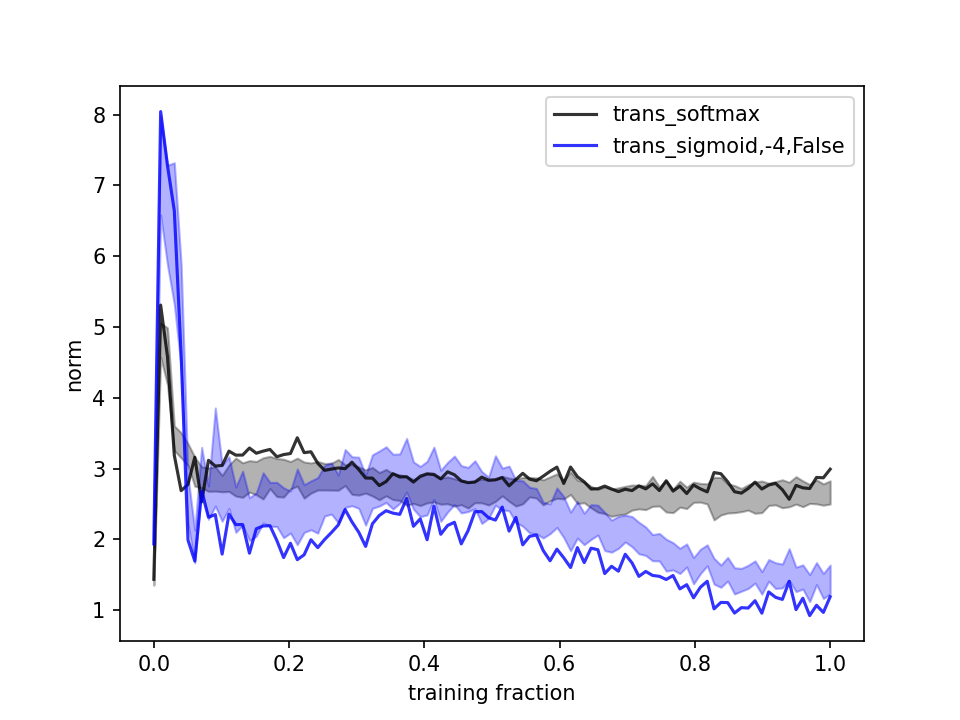 trans_softmax
trans_sigmoid,-4,False
8
7
6
5
4
3
2
1
norm
0.0 0.2 0.4 0.6 0.8 1.0
training fraction